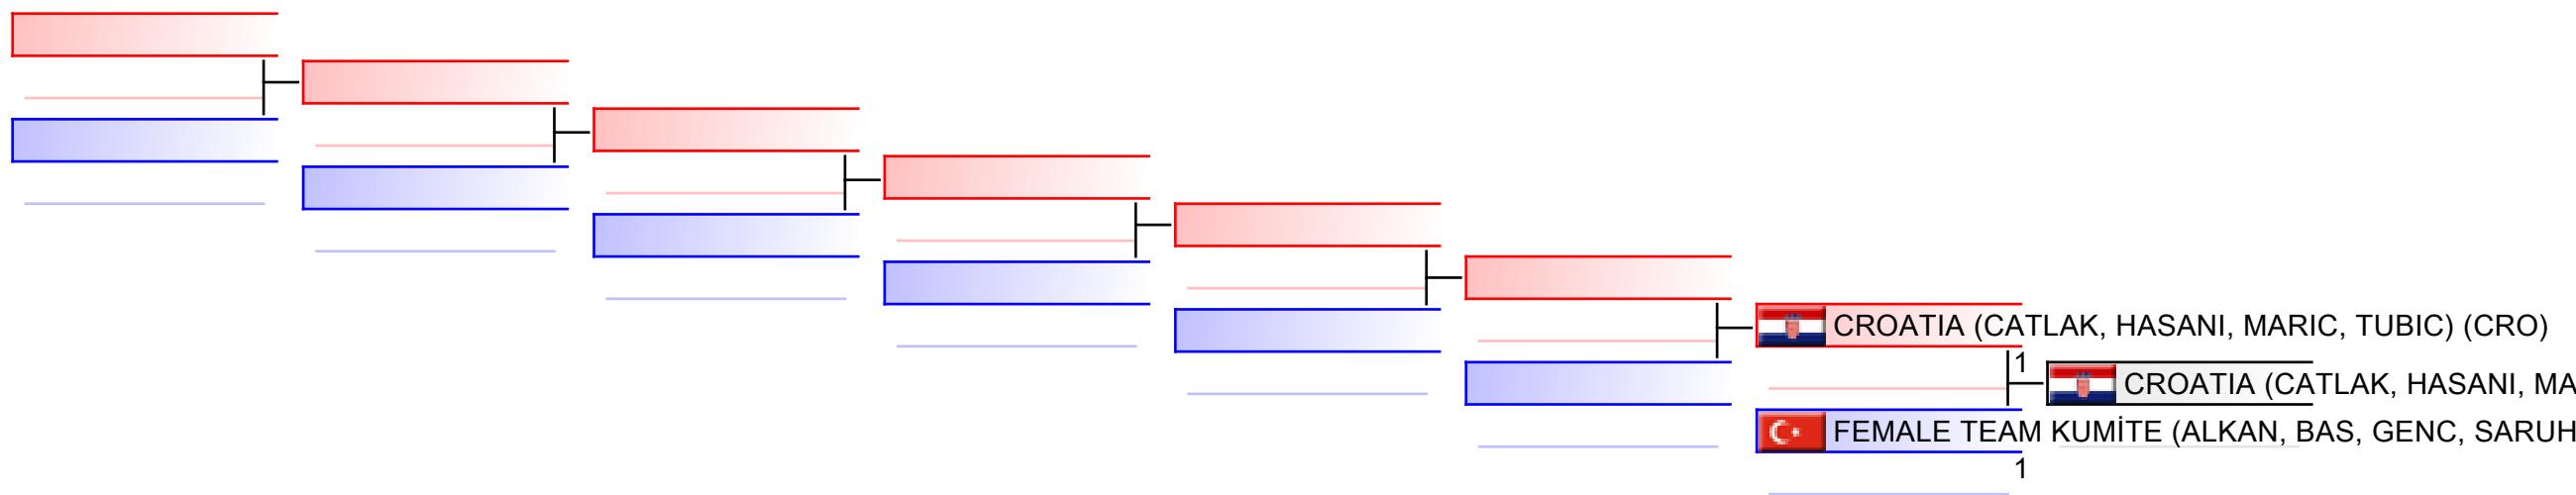 CROATIA (CATLAK, HASANI, MARIC, TUBIC) (CRO)
1
CROATIA (CATLAK, HASANI, MA
FEMALE TEAM KUMİTE (ALKAN, BAS, GENC, SARUH
1